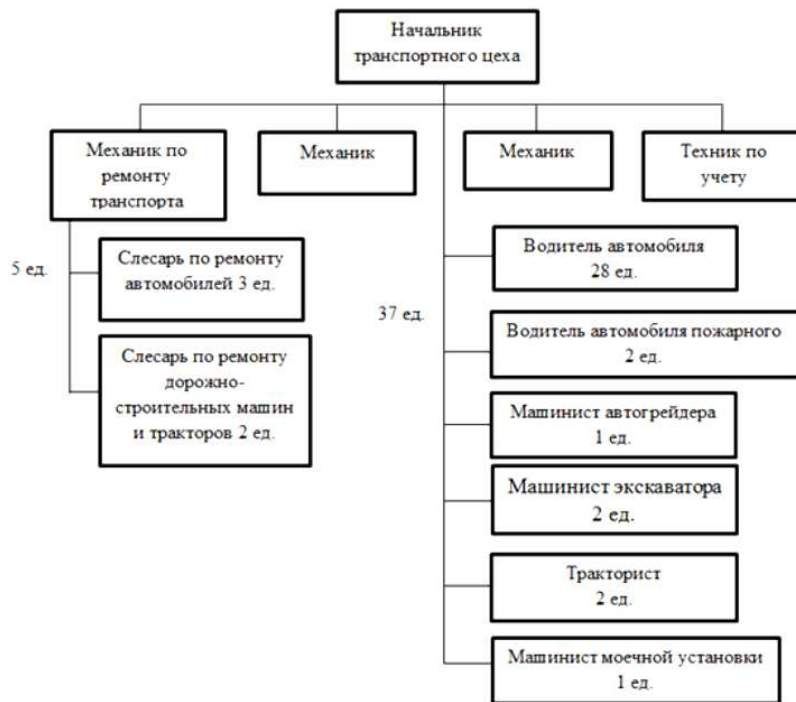 Начальник
транспортного цеха
Механик по
ремонту
транспорта
Механик
Механик
Техник по
учету
5 ед.
Слесарь по ремонту
автомобилей 3 ед.
Слесарь по ремонту
дорожно-
строительных машин
и тракторов 2 ед.
37 ед.
Водитель автомобиля
28 ед.
Водитель автомобиля пожарного
2 ед.
Машинист автогрейдера
1 ед.
Машинист экскаватора
2 ед.
Тракторист
2 ед.
Машинист моечной установки
1 ед.